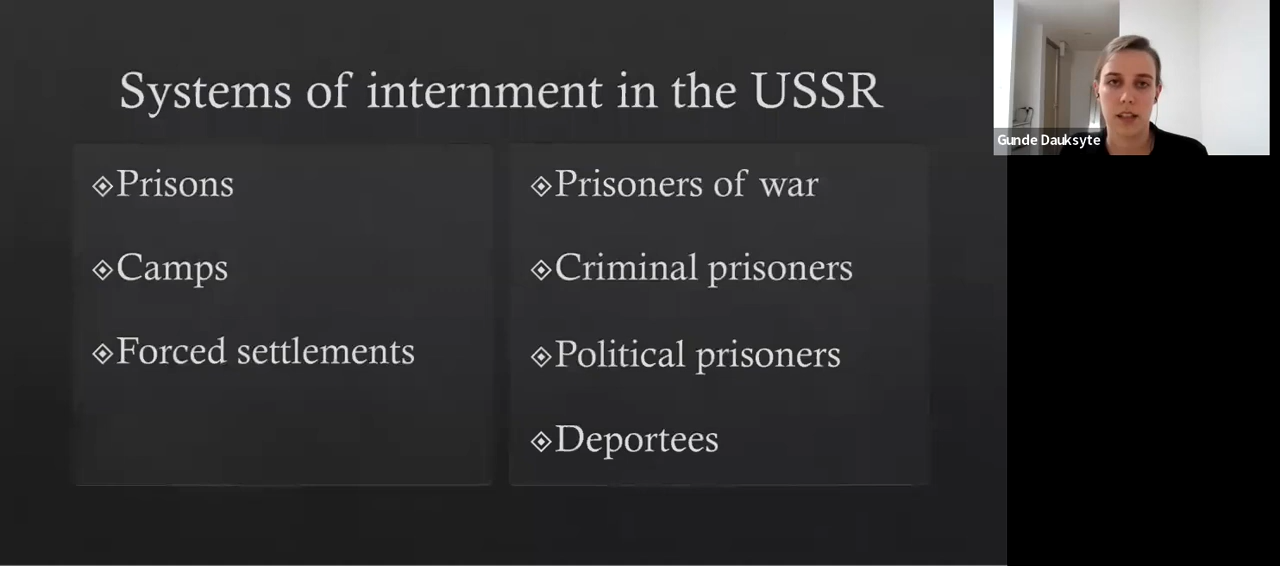 Systems of internment in the USSR
Prisons
Camps
Forced settlements
Prisoners of war
Criminal prisoners
Political prisoners
Deportees
Gunde Dauksyte